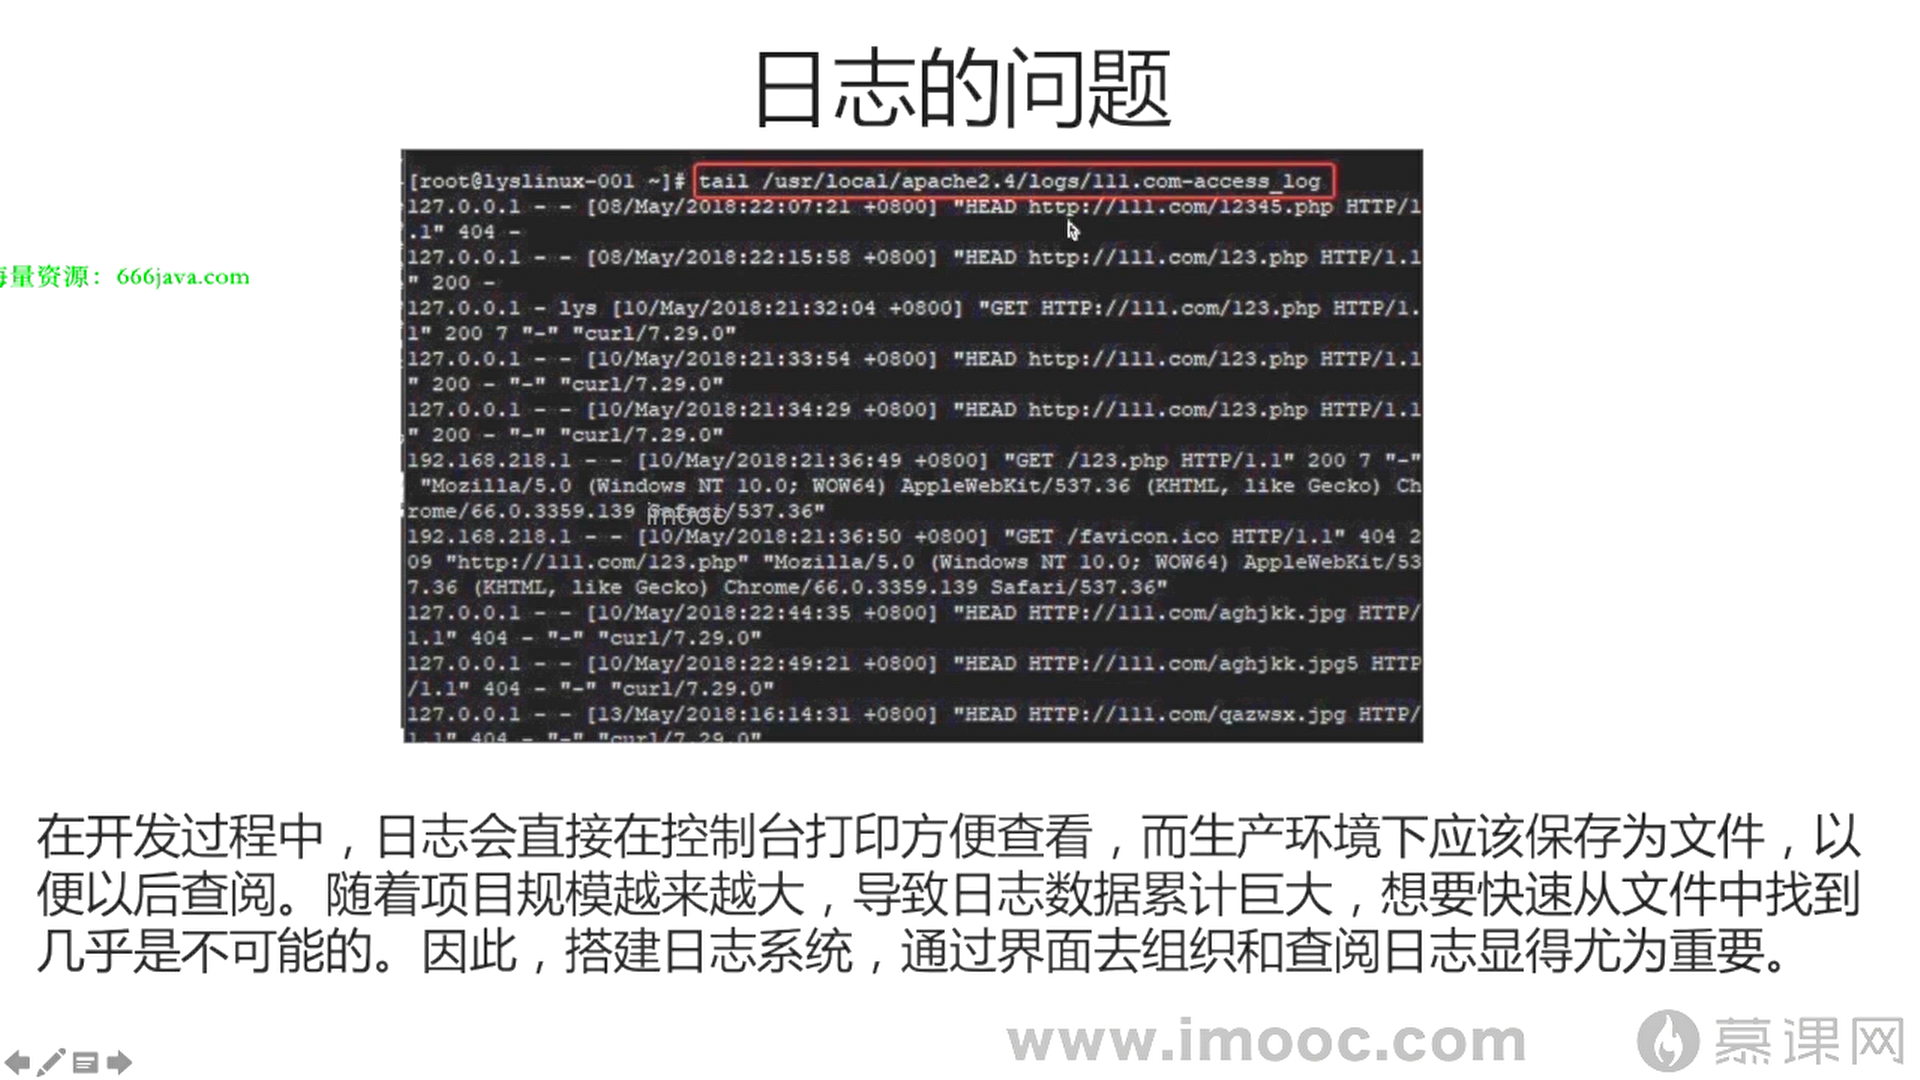 日志的问题
[root@lyslinux-001 ~]# tail /usr/local/apache2.4/logs/111.com-access_log
127.0.0.1 - - [08/May/2018:22:07:21 +0800] "HEAD http://111.com/12345.php HTTP/1
.1" 404 -
127.0.0.1 - - [08/May/2018:22:15:58 +0800] "HEAD http://111.com/123.php HTTP/1.1
" 200 -
127.0.0.1 - lys [10/May/2018:21:32:04 +0800] "GET HTTP://111.com/123.php HTTP/1.
1" 200 7 "-" "curl/7.29.0"
127.0.0.1 - - [10/May/2018:21:33:54 +0800] "HEAD http://111.com/123.php HTTP/1.1
" 200 - "-" "curl/7.29.0"
127.0.0.1 - - [10/May/2018:21:34:29 +0800] "HEAD http://111.com/123.php HTTP/1.1
" 200 - "-" "curl/7.29.0"
192.168.218.1 - - [10/May/2018:21:36:49 +0800] "GET /123.php HTTP/1.1" 200 7 "-"
"Mozilla/5.0 (Windows NT 10.0; WOW64) AppleWebKit/537.36 (KHTML, like Gecko) Ch
rome/66.0.3359.139 Safari/537.36"
imooc
192.168.218.1 - - [10/May/2018:21:36:50 +0800] "GET /favicon.ico HTTP/1.1" 404 2
09 "http://111.com/123.php" "Mozilla/5.0 (Windows NT 10.0; WOW64) AppleWebKit/53
7.36 (KHTML, like Gecko) Chrome/66.0.3359.139 Safari/537.36"
127.0.0.1 - - [10/May/2018:22:44:35 +0800] "HEAD HTTP://111.com/aghjkk.jpg HTTP/
1.1" 404 - "-" "curl/7.29.0"
127.0.0.1 - - [10/May/2018:22:49:21 +0800] "HEAD HTTP://111.com/aghjkk.jpg5 HTTP
/1.1" 404 - "-" "curl/7.29.0"
127.0.0.1 - - [13/May/2018:16:14:31 +0800] "HEAD HTTP://111.com/qazwsx.jpg HTTP/
1.1" 404 - "-" "curl/7.29.0"
海量资源：666java.com
在开发过程中，日志会直接在控制台打印方便查看，而生产环境下应该保存为文件，以
便以后查阅。随着项目规模越来越大，导致日志数据累计巨大，想要快速从文件中找到
几乎是不可能的。因此，搭建日志系统，通过界面去组织和查阅日志显得尤为重要。
www.imooc.com
慕课网